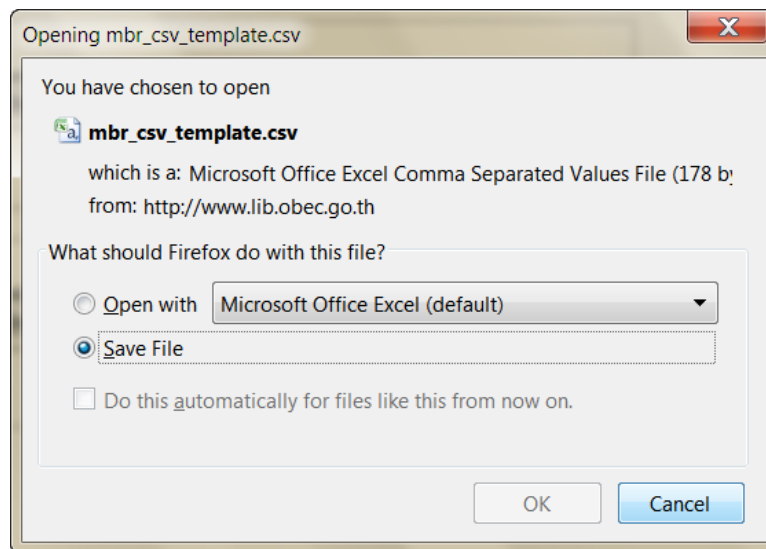 Opening mbr_csv_template.csv
You have chosen to open
mbr_csv_template.csv
which is a: Microsoft Office Excel Comma Separated Values File (178 by
from: http://www.lib.obec.go.th
What should Firefox do with this file?
Open with Microsoft Office Excel (default)
Save File
Do this automatically for files like this from now on.
OK Cancel